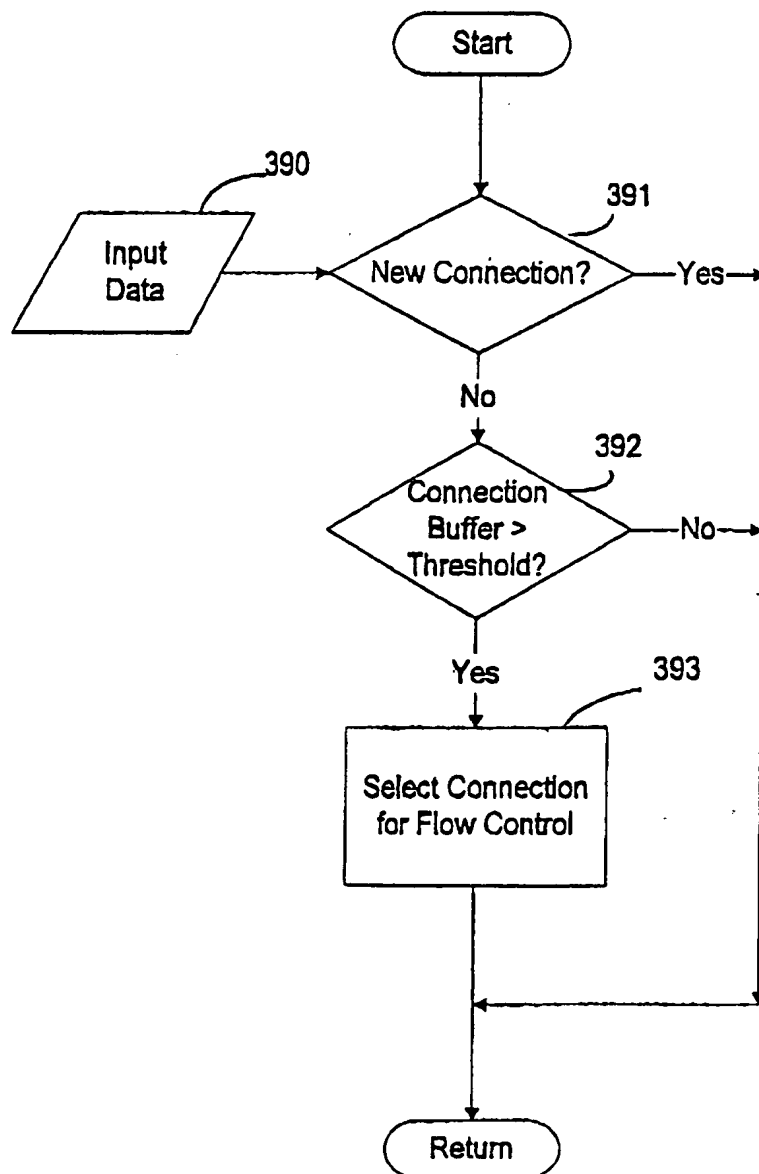 Start
390
Input
Data
391
New Connection?
Yes
No
392
Connection
Buffer >
Threshold?
No
Yes
393
Select Connection
for Flow Control
Return